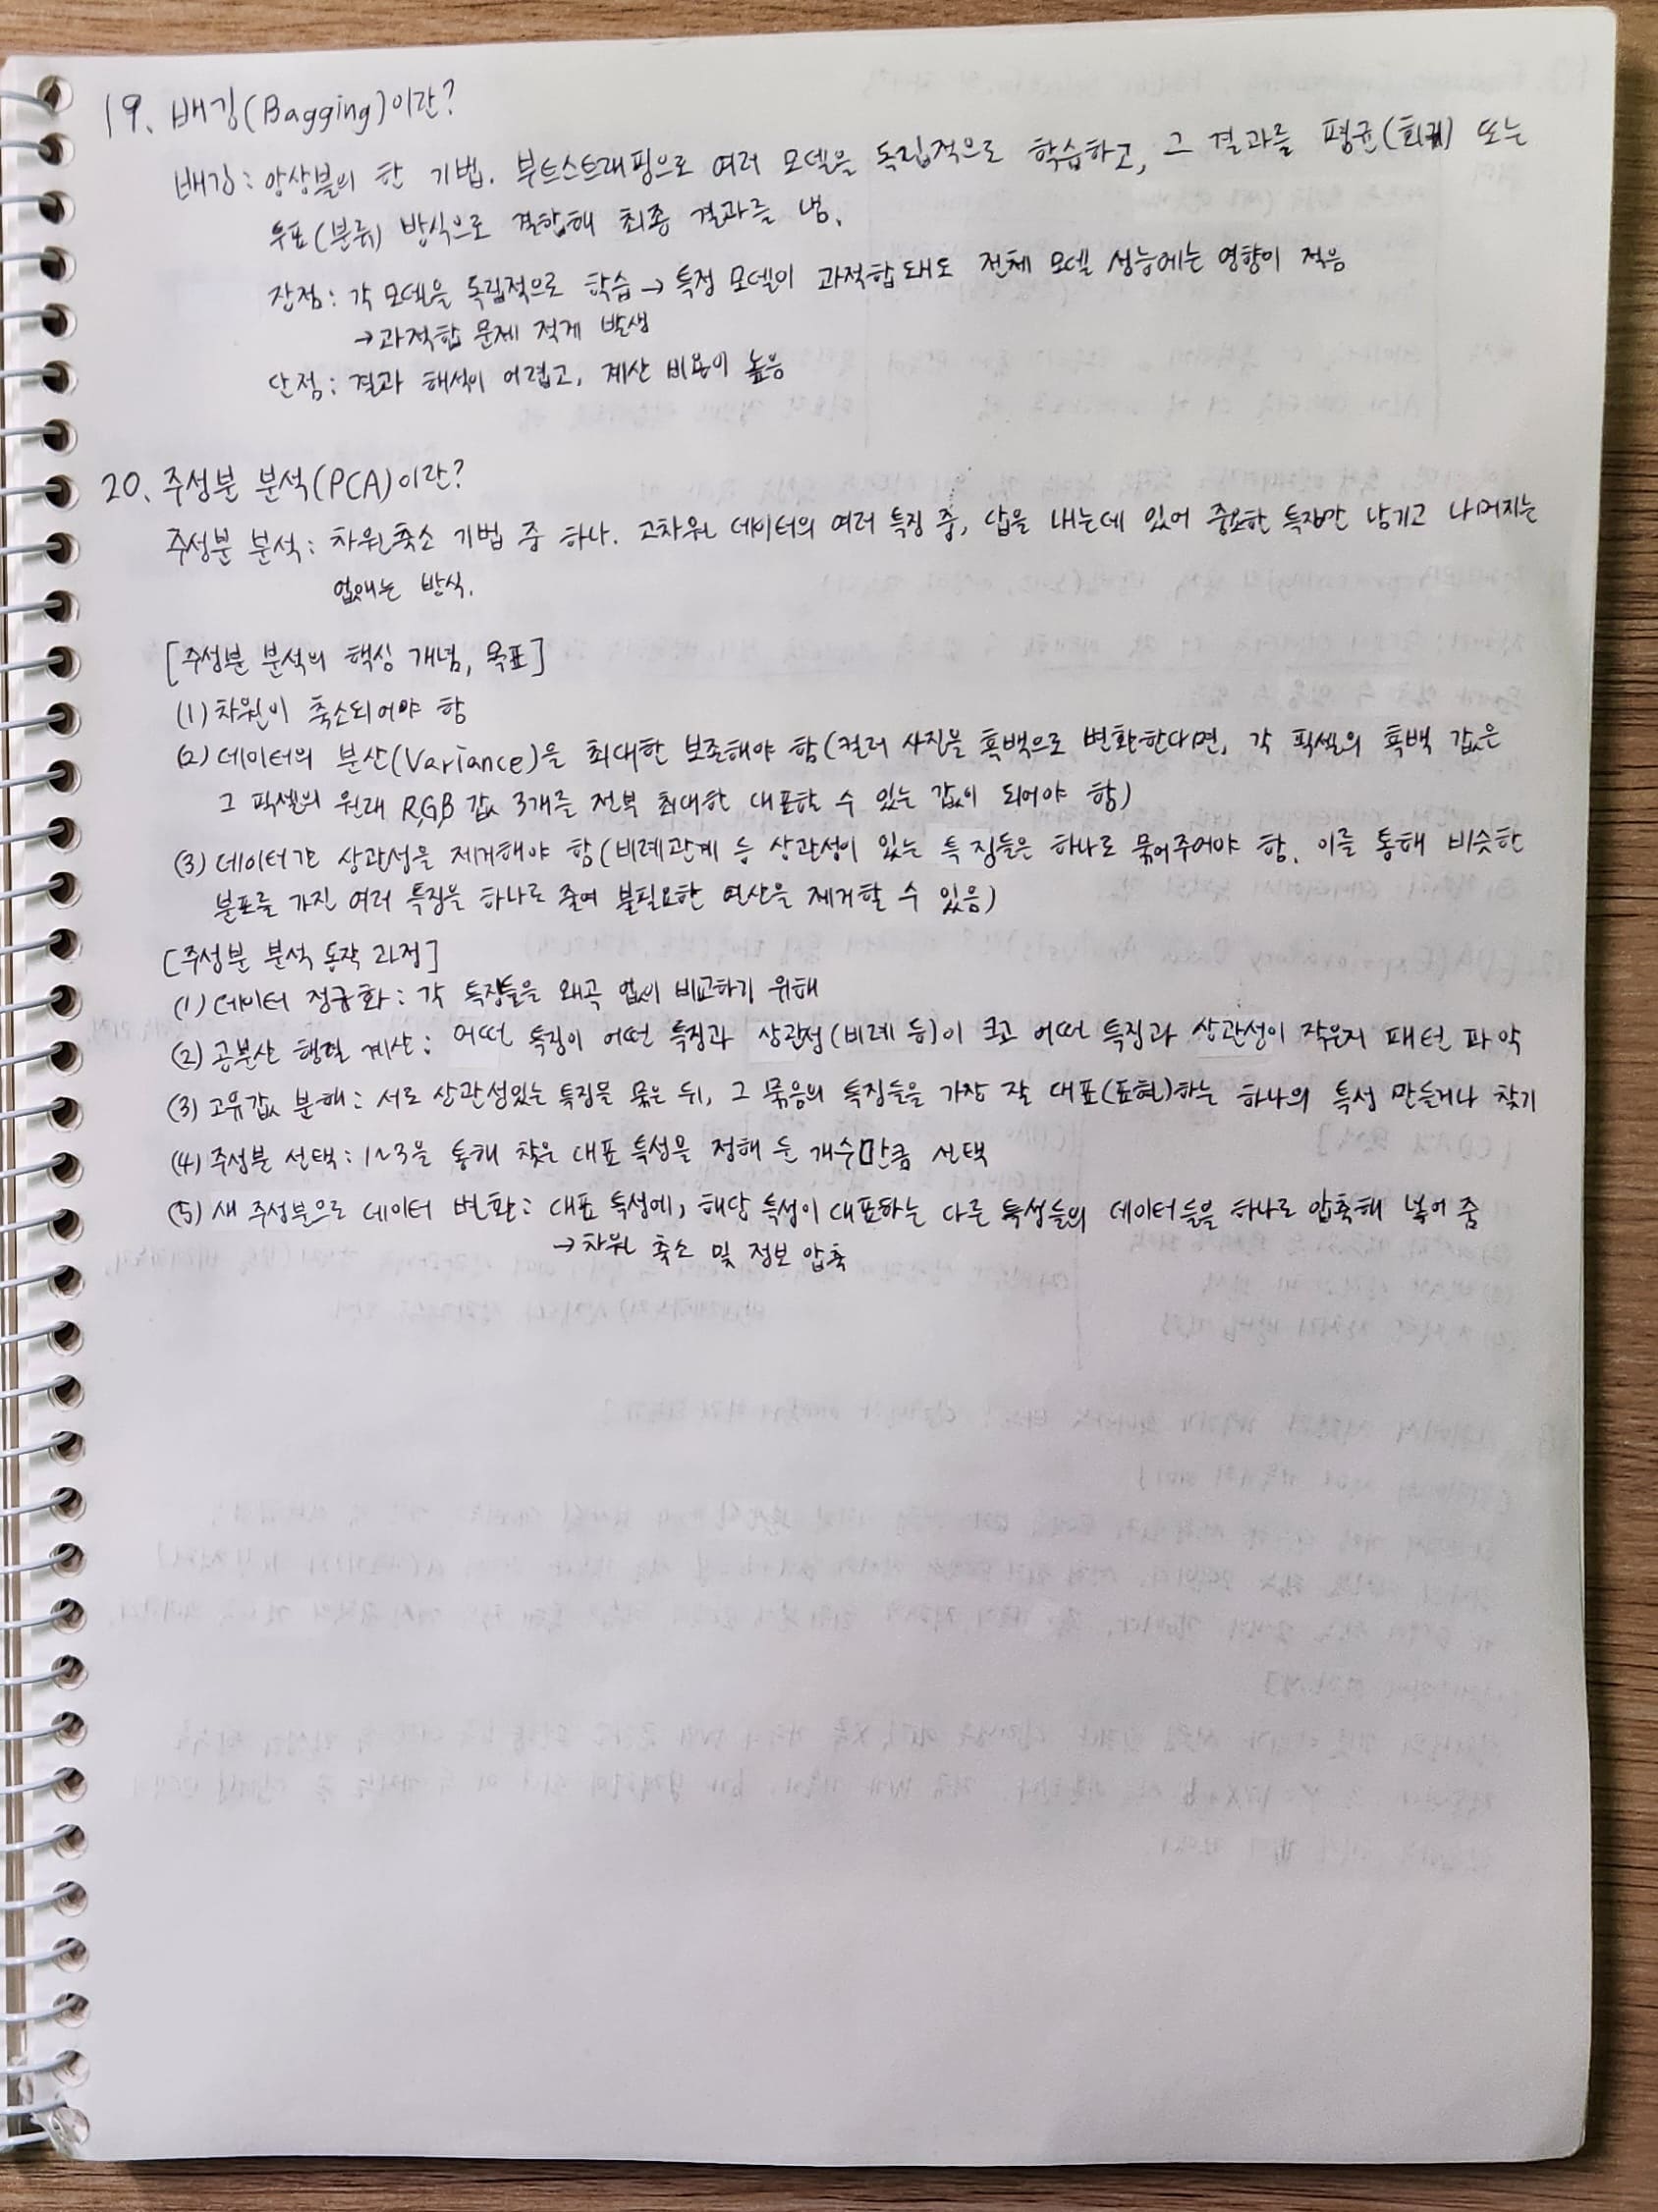 19. 배깅(Bagging)이란?
배깅: 앙상블의 한 기법. 부트스트래핑으로 여러 모델을 독립적으로 학습하고, 그 결과를 평균(회귀) 또는
투표(분류) 방식으로 결합해 최종 결과를 냄.
장점: 각 모델을 독립적으로 학습 → 특정 모델이 과적합돼도 전체 모델 성능에는 영향이 적음
→ 과적합 문제 적게 발생
단점: 결과 해석이 어렵고, 계산 비용이 높음
20. 주성분 분석(PCA)이란?
주성분 분석: 차원축소 기법 중 하나. 고차원 데이터의 여러 특징 중, 답을 내는데 있어 중요한 특징만 남기고 나머지는
없애는 방식.
[주성분 분석의 핵심 개념, 목표]
(1) 차원이 축소되어야 함
(2) 데이터의 분산(Variance)을 최대한 보존해야 함(컬러 사진을 흑백으로 변환한다면, 각 픽셀의 흑백 값은
그 픽셀의 원래 R,G,B 값 3개를 전부 최대한 대표할 수 있는 값이 되어야 함)
(3) 데이터간 상관성을 제거해야 함(비례관계 등 상관성이 있는 특징들은 하나로 묶어주어야 함. 이를 통해 비슷한
분포를 가진 여러 특징을 하나로 줄여 불필요한 연산을 제거할 수 있음)
[주성분 분석 동작 과정]
(1) 데이터 정규화: 각 특징들을 왜곡 없이 비교하기 위해
(2) 공분산 행렬 계산: 어떤 특징이 어떤 특징과 상관성(비례 등)이 크고 어떤 특징과 상관성이 작은지 패턴 파악
(3) 고유값 분해: 서로 상관성있는 특징을 묶은 뒤, 그 묶음의 특징들을 가장 잘 대표(표현)하는 하나의 특성 만들거나 찾기
(4) 주성분 선택: 1~3을 통해 찾은 대표 특성을 정해 둔 개수만큼 선택
(5) 새 주성분으로 데이터 변환: 대표 특성에, 해당 특성이 대표하는 다른 특성들의 데이터들을 하나로 압축해 넣어 줌
→ 차원 축소 및 정보 압축